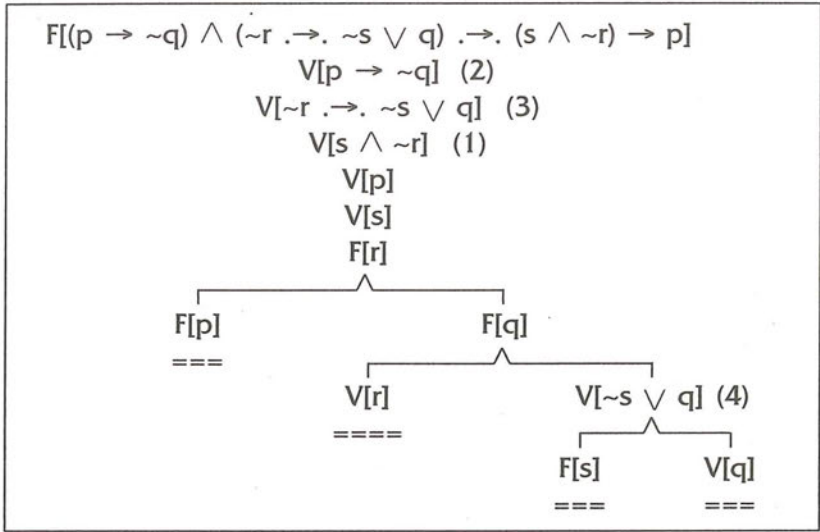 F[(p → ~q) ∧ (~r .→. ~s ∨ q) .→. (s ∧ ~r) → p]
V[p → ~q] (2)
V[~r .→. ~s ∨ q] (3)
V[s ∧ ~r] (1)
V[p]
V[s]
F[r]
F[p] F[q]
===
V[r] V[~s ∨ q] (4)
====
F[s] V[q]
=== ===